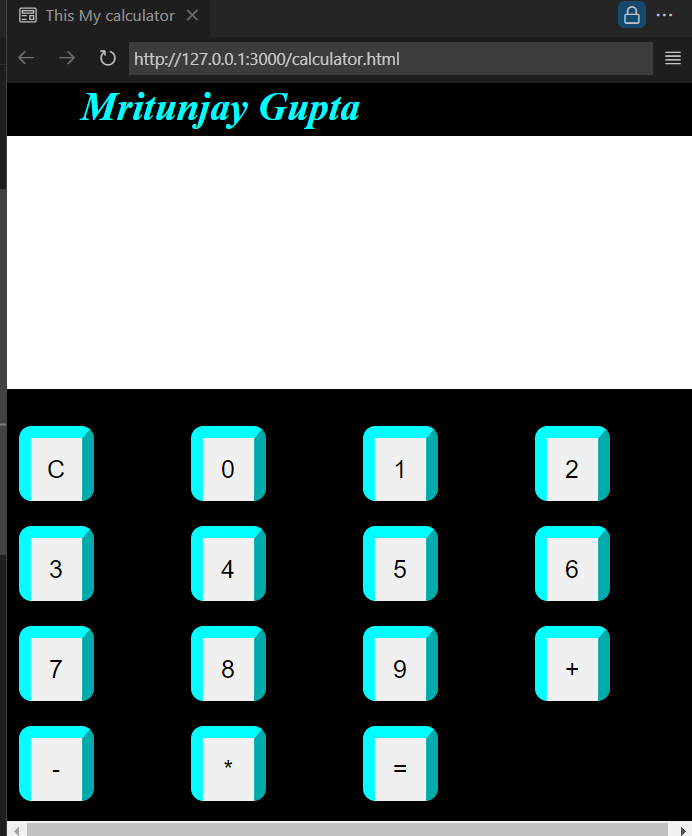 This My calculator
http://127.0.0.1:3000/calculator.html
Mritunjay Gupta
C 0 1 2
3 4 5 6
7 8 9 +
- * =